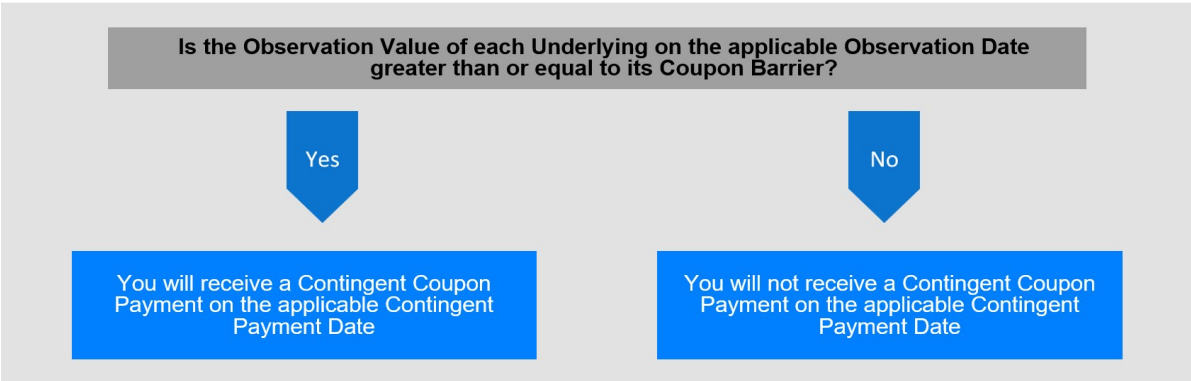 Is the Observation Value of each Underlying on the applicable Observation Date
greater than or equal to its Coupon Barrier?
Yes
No
You will receive a Contingent Coupon
Payment on the applicable Contingent
Payment Date
You will not receive a Contingent Coupon
Payment on the applicable Contingent
Payment Date